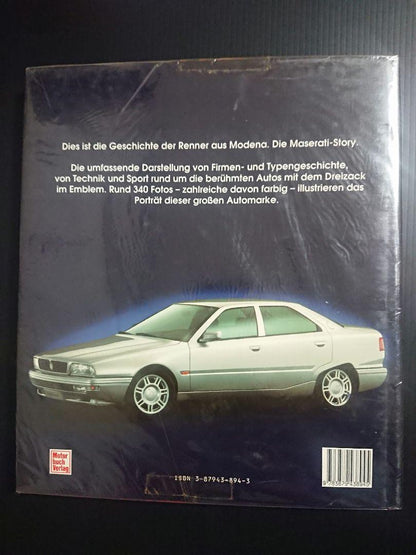 Dies ist die Geschichte der Renner aus Modena. Die Maserati-Story.
Die umfassende Darstellung von Firmen- und Typengeschichte,
von Technik und Sport rund um die berühmten Autos mit dem Dreizack
im Emblem. Rund 340 Fotos – zahlreiche davon farbig – illustrieren das
Porträt dieser großen Automarke.
Motor
buch
Verlag
ISBN 3-87943-894-3